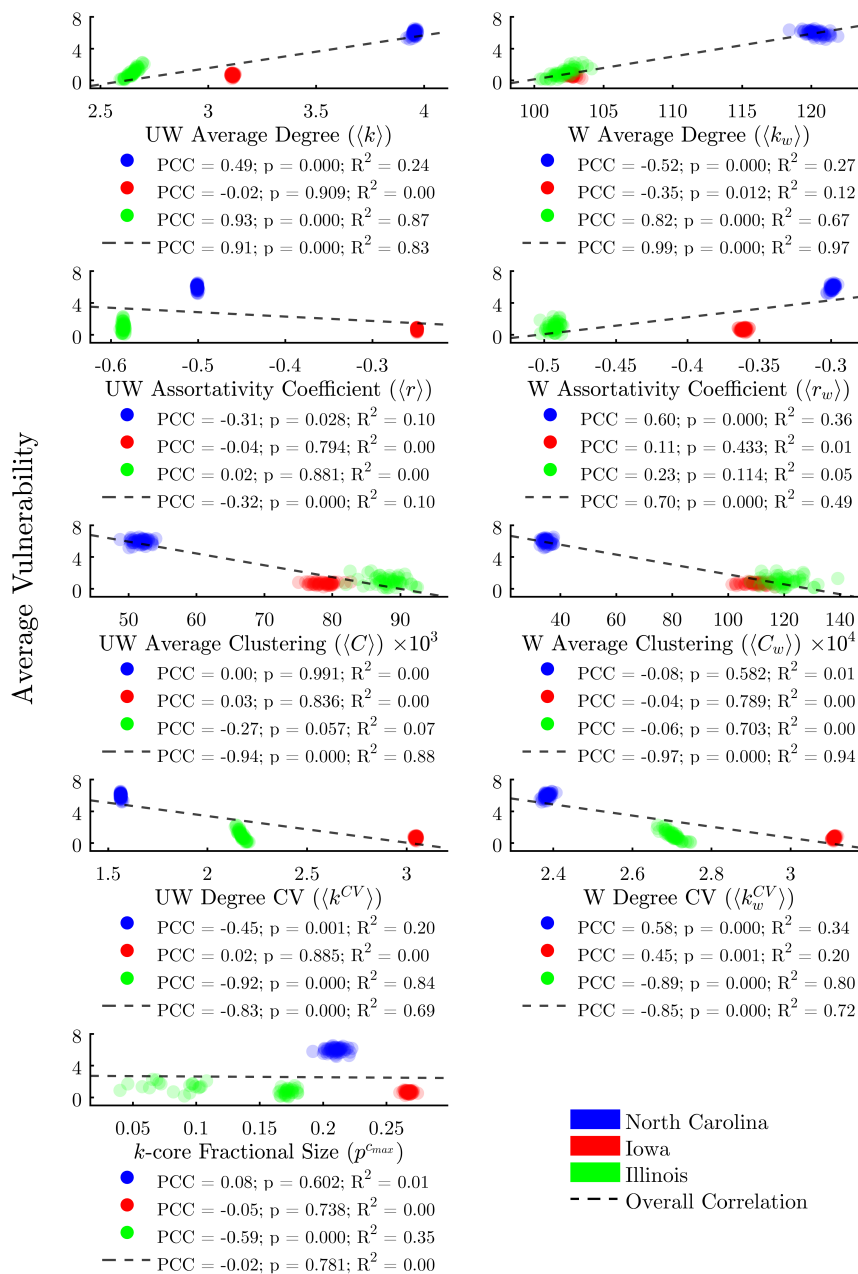 Average Vulnerability
8
4
0
2.5 3 3.5 4
UW Average Degree (⟨k⟩)
PCC = 0.49; p = 0.000; R² = 0.24
PCC = -0.02; p = 0.909; R² = 0.00
PCC = 0.93; p = 0.000; R² = 0.87
PCC = 0.91; p = 0.000; R² = 0.83
8
4
0
100 105 110 115 120
W Average Degree (⟨k_w⟩)
PCC = -0.52; p = 0.000; R² = 0.27
PCC = -0.35; p = 0.012; R² = 0.12
PCC = 0.82; p = 0.000; R² = 0.67
PCC = 0.99; p = 0.000; R² = 0.97
8
4
0
-0.6 -0.5 -0.4 -0.3
UW Assortativity Coefficient (⟨r⟩)
PCC = -0.31; p = 0.028; R² = 0.10
PCC = -0.04; p = 0.794; R² = 0.00
PCC = 0.02; p = 0.881; R² = 0.00
PCC = -0.32; p = 0.000; R² = 0.10
8
4
0
-0.5 -0.45 -0.4 -0.35 -0.3
W Assortativity Coefficient (⟨r_w⟩)
PCC = 0.60; p = 0.000; R² = 0.36
PCC = 0.11; p = 0.433; R² = 0.01
PCC = 0.23; p = 0.114; R² = 0.05
PCC = 0.70; p = 0.000; R² = 0.49
8
4
0
50 60 70 80 90
UW Average Clustering (⟨C⟩) ×10³
PCC = 0.00; p = 0.991; R² = 0.00
PCC = 0.03; p = 0.836; R² = 0.00
PCC = -0.27; p = 0.057; R² = 0.07
PCC = -0.94; p = 0.000; R² = 0.88
8
4
0
40 60 80 100 120 140
W Average Clustering (⟨C_w⟩) ×10⁴
PCC = -0.08; p = 0.582; R² = 0.01
PCC = -0.04; p = 0.789; R² = 0.00
PCC = -0.06; p = 0.703; R² = 0.00
PCC = -0.97; p = 0.000; R² = 0.94
8
4
0
1.5 2 2.5 3
UW Degree CV (⟨k^{CV}⟩)
PCC = -0.45; p = 0.001; R² = 0.20
PCC = 0.02; p = 0.885; R² = 0.00
PCC = -0.92; p = 0.000; R² = 0.84
PCC = -0.83; p = 0.000; R² = 0.69
8
4
0
2.4 2.6 2.8 3
W Degree CV (⟨k_w^{CV}⟩)
PCC = 0.58; p = 0.000; R² = 0.34
PCC = 0.45; p = 0.001; R² = 0.20
PCC = -0.89; p = 0.000; R² = 0.80
PCC = -0.85; p = 0.000; R² = 0.72
8
4
0
0.05 0.1 0.15 0.2 0.25
k-core Fractional Size (p^{c_{max}})
PCC = 0.08; p = 0.602; R² = 0.01
PCC = -0.05; p = 0.738; R² = 0.00
PCC = -0.59; p = 0.000; R² = 0.35
PCC = -0.02; p = 0.781; R² = 0.00
North Carolina
Iowa
Illinois
Overall Correlation